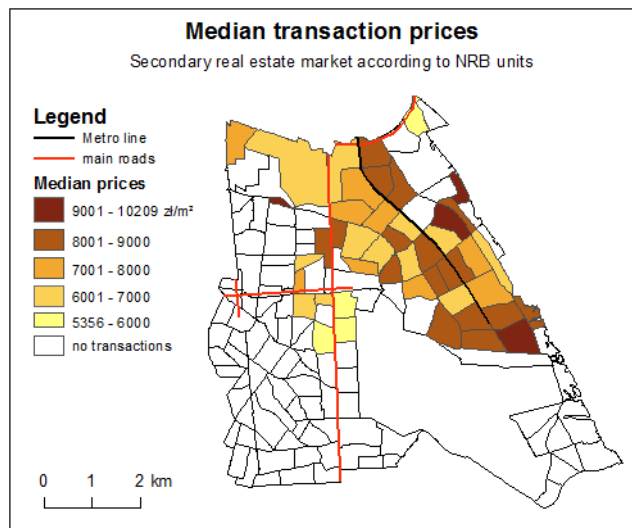 Median transaction prices
Secondary real estate market according to NRB units
Legend
Metro line
main roads
Median prices
9001 - 10209 zł/m²
8001 - 9000
7001 - 8000
6001 - 7000
5356 - 6000
no transactions
0 1 2 km